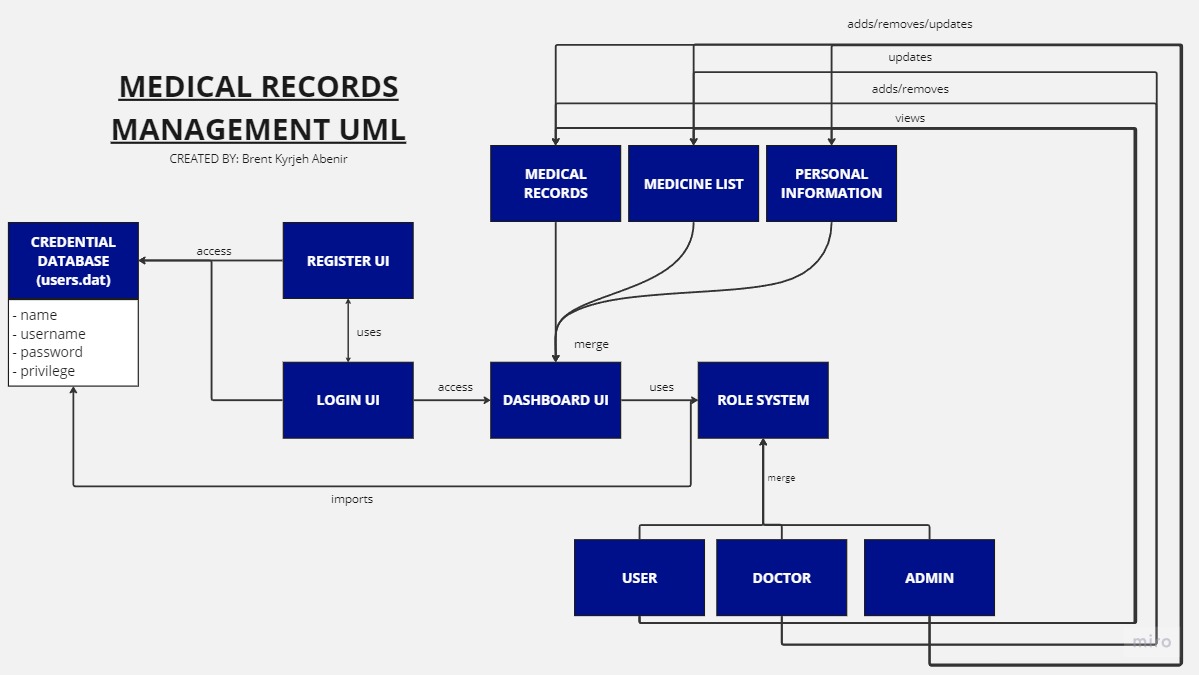 adds/removes/updates
updates
adds/removes
views
MEDICAL RECORDS
MANAGEMENT UML
CREATED BY: Brent Kyrjeh Abenir
MEDICAL
RECORDS
MEDICINE LIST
PERSONAL
INFORMATION
CREDENTIAL
DATABASE
(users.dat)
- name
- username
- password
- privilege
access
REGISTER UI
uses
merge
LOGIN UI
access
DASHBOARD UI
uses
ROLE SYSTEM
imports
merge
USER
DOCTOR
ADMIN
miro